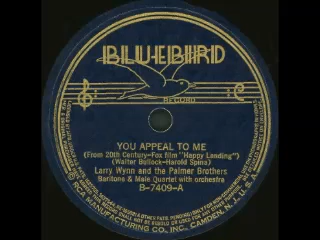 BLUEBIRD
RECORD
YOU APPEAL TO ME
(From 20th Century-Fox film "Happy Landing")
(Walter Bullock-Harold Spina)
Larry Wynn and the Palmer Brothers
Baritone & Male Quartet with orchestra
B-7409-A
RCA MANUFACTURING CO. INC., CAMDEN, N.J., U.S.A.